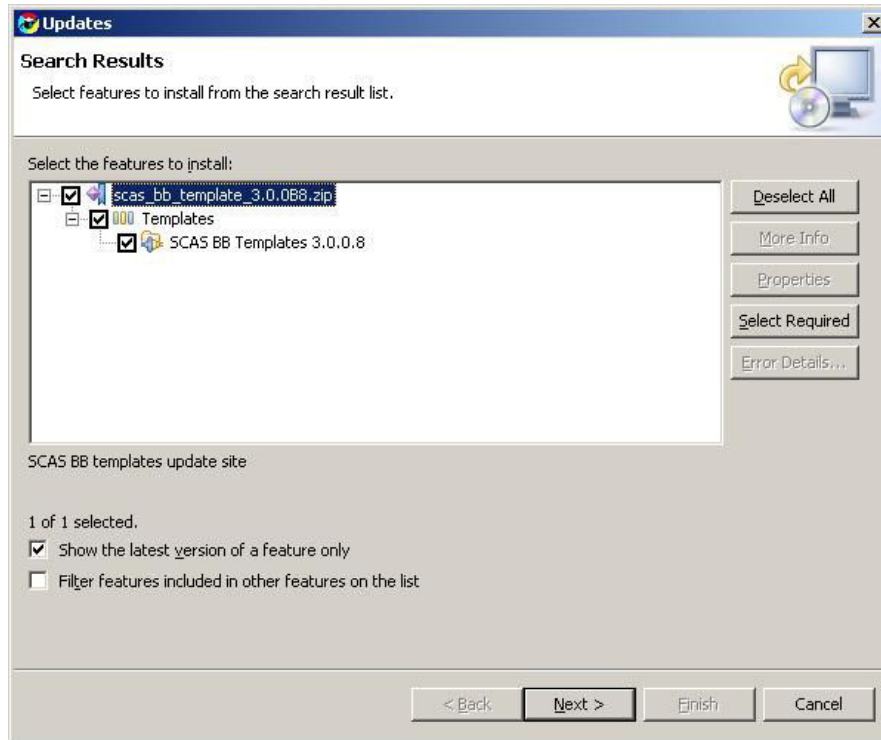 Updates
Search Results
Select features to install from the search result list.
Select the features to install:
scas_bb_template_3.0.0B8.zip
Templates
SCAS BB Templates 3.0.0.8
Deselect All
More Info
Properties
Select Required
Error Details...
SCAS BB templates update site
1 of 1 selected.
Show the latest version of a feature only
Filter features included in other features on the list
< Back
Next >
Finish
Cancel